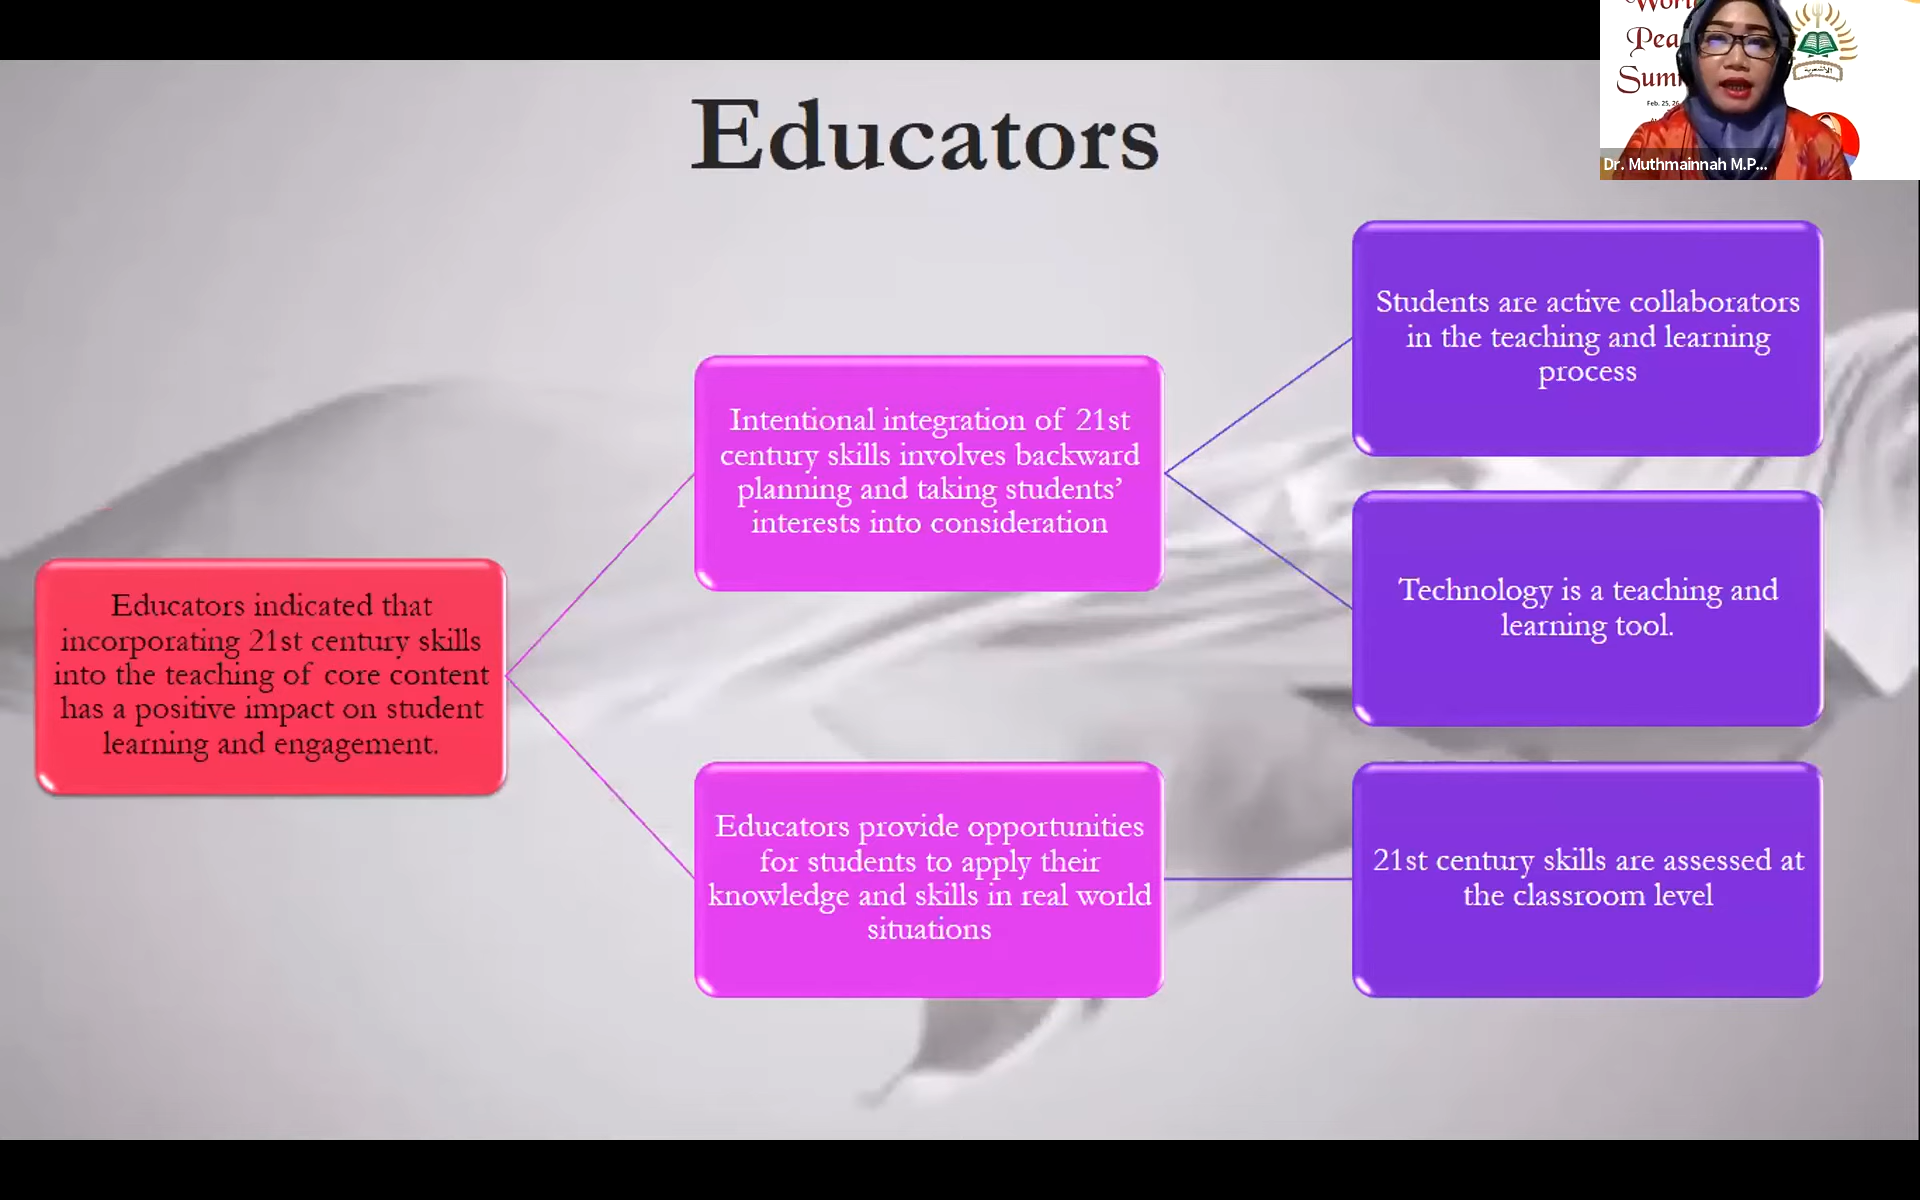 Educators
Educators indicated that
incorporating 21st century skills
into the teaching of core content
has a positive impact on student
learning and engagement.
Intentional integration of 21st
century skills involves backward
planning and taking students’
interests into consideration
Educators provide opportunities
for students to apply their
knowledge and skills in real world
situations
Students are active collaborators
in the teaching and learning
process
Technology is a teaching and
learning tool.
21st century skills are assessed at
the classroom level
Feb. 25, 26
Dr. Muthmainnah M.P...